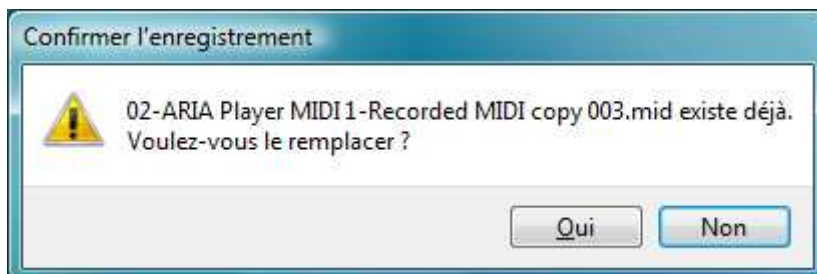 Confirmer l'enregistrement
02-ARIA Player MIDI 1-Recorded MIDI copy 003.mid existe déjà.
Voulez-vous le remplacer ?
Oui Non